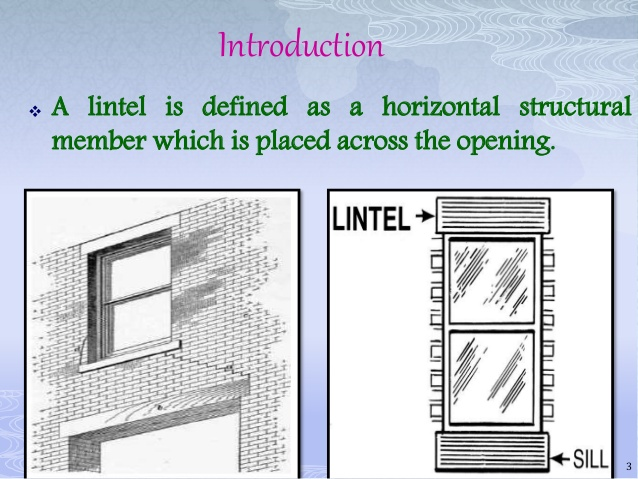 Introduction
❖ A lintel is defined as a horizontal structural
member which is placed across the opening.
LINTEL
SILL
3